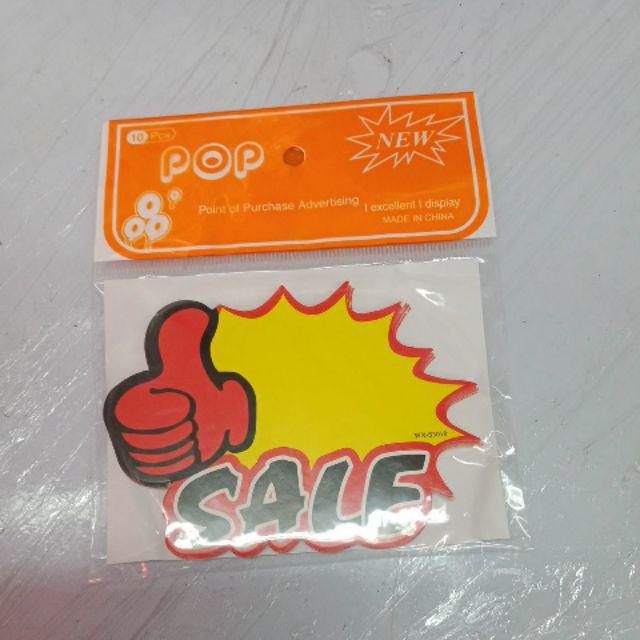 10 Pcs
POP
NEW
Point of Purchase Advertising
I excellent I display
MADE IN CHINA
SALE